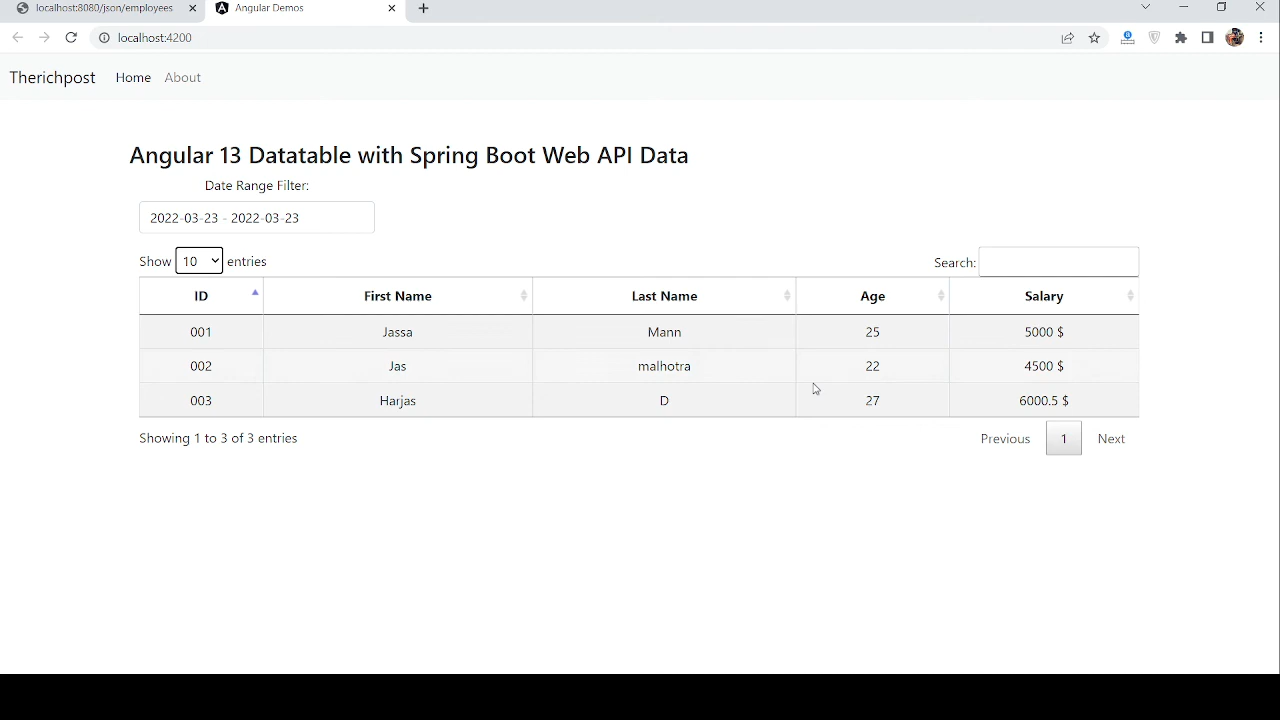 localhost:8080/json/employees Angular Demos
localhost:4200
Therichpost Home About
Angular 13 Datatable with Spring Boot Web API Data
Date Range Filter:
2022-03-23 - 2022-03-23
Show 10 entries Search:
ID First Name Last Name Age Salary
001 Jassa Mann 25 5000 $
002 Jas malhotra 22 4500 $
003 Harjas D 27 6000.5 $
Showing 1 to 3 of 3 entries Previous 1 Next